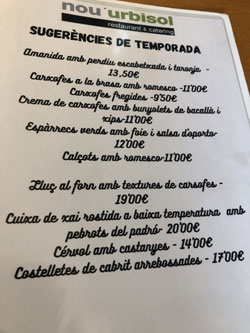 nou urbisol
restaurant & catering
SUGERÈNCIES DE TEMPORADA
Amanida amb perdiu escabetxada i taronja -
13,50€
Carxofes a la brasa amb romesco -11'00€
Carxofes fregides -9'50€
Crema de carxofes amb bunyolets de bacallà i
xips-11'00€
Espàrrecs verds amb foie i salsa d'oporto
12'00€
Calçots amb romesco-11'00€
Lluç al forn amb textures de carsofes -
19'00€
Cuixa de xai rostida a baixa temperatura amb
pebrots del padró- 20'00€
Cérvol amb castanyes - 14'00€
Costelletes de cabrit arrebossades - 17'00€